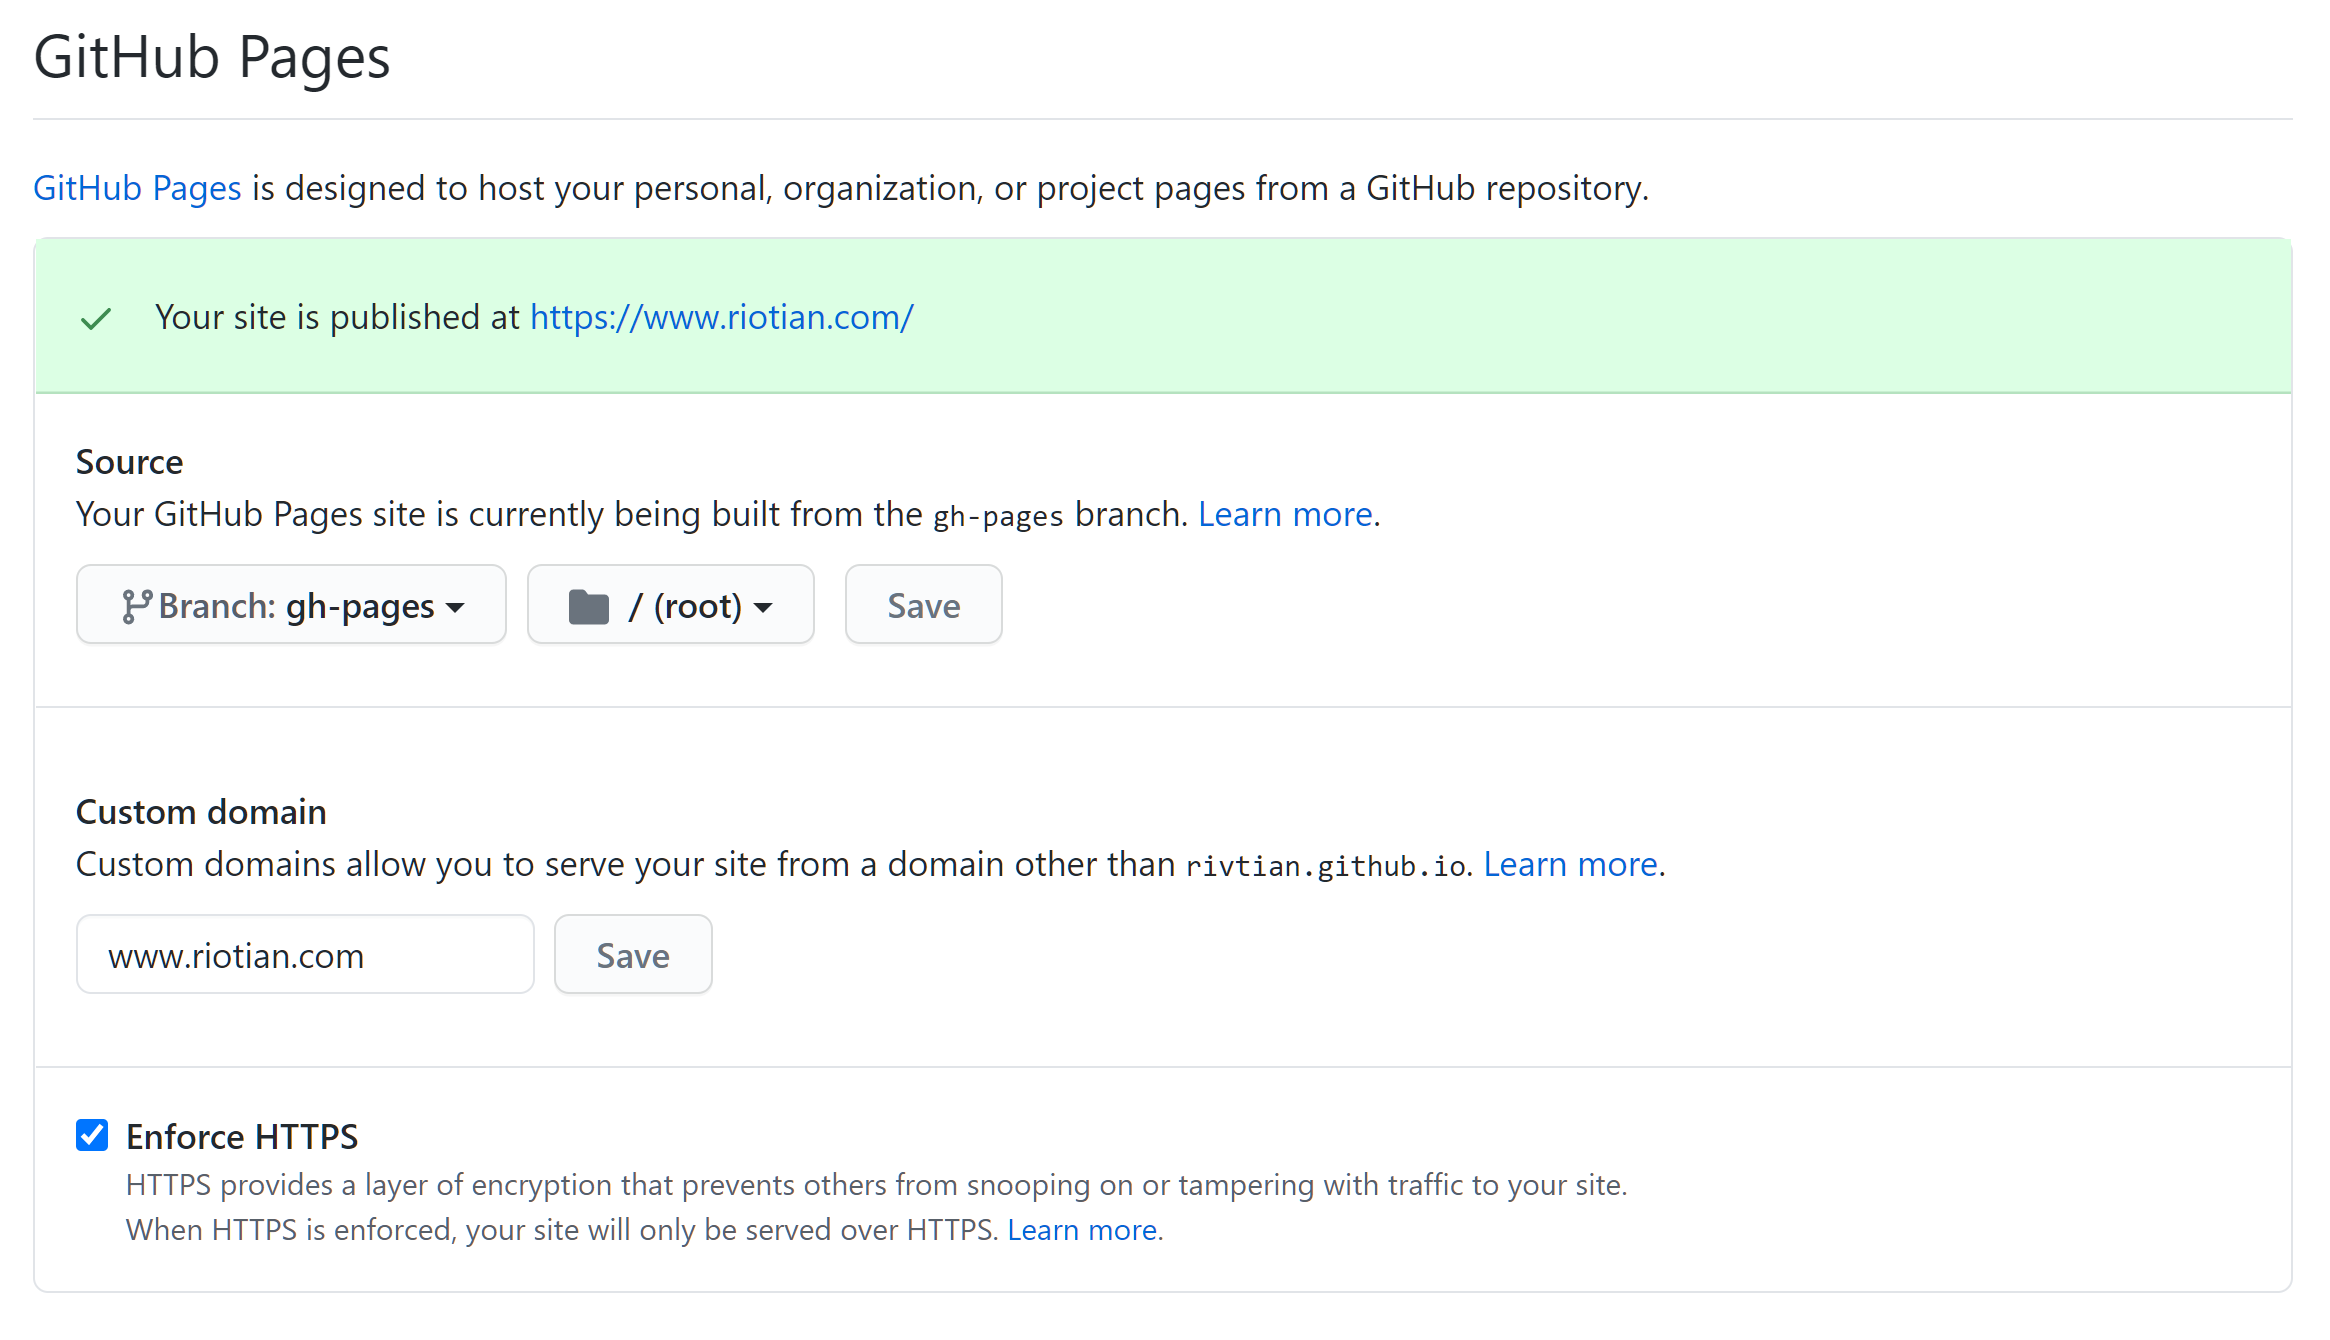 GitHub Pages
GitHub Pages is designed to host your personal, organization, or project pages from a GitHub repository.
Your site is published at https://www.riotian.com/
Source
Your GitHub Pages site is currently being built from the gh-pages branch. Learn more.
Branch: gh-pages
/ (root)
Save
Custom domain
Custom domains allow you to serve your site from a domain other than rivtian.github.io. Learn more.
www.riotian.com
Save
Enforce HTTPS
HTTPS provides a layer of encryption that prevents others from snooping on or tampering with traffic to your site.
When HTTPS is enforced, your site will only be served over HTTPS. Learn more.